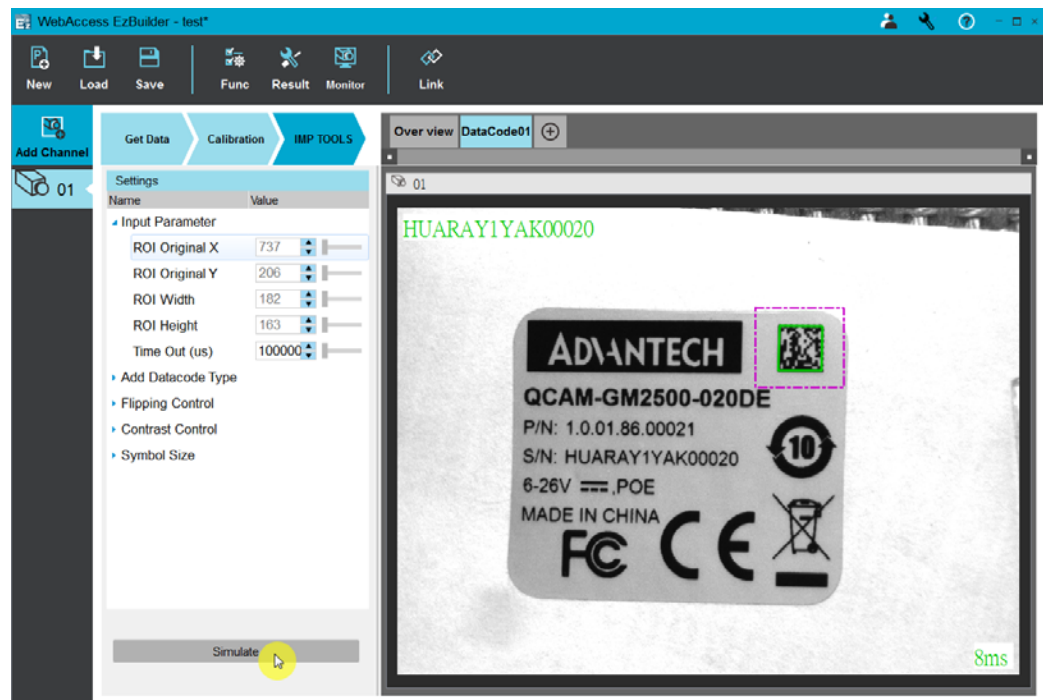 WebAccess EzBuilder - test*
New Load Save Func Result Monitor Link
Add Channel
01
Get Data Calibration IMP TOOLS
Settings
Name Value
Input Parameter
ROI Original X 737
ROI Original Y 206
ROI Width 182
ROI Height 163
Time Out (us) 100000
Add Datacode Type
Flipping Control
Contrast Control
Symbol Size
Simulate
Over view DataCode01
01
HUARAY1YAK00020
ADVANTECH
QCAM-GM2500-020DE
P/N: 1.0.01.86.00021
S/N: HUARAY1YAK00020
10
6-26V ⎓,POE
MADE IN CHINA
FC CE
8ms